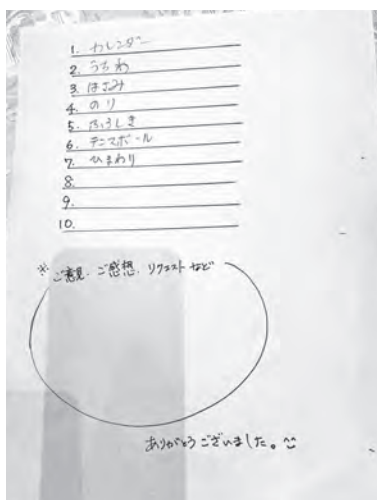 1. カレンダー
2. うちわ
3. はさみ
4. のり
5. ふろしき
6. テニスボール
7. ひまわり
8.
9.
10.
※ ご意見、ご感想、リクエストなど
ありがとうございました。